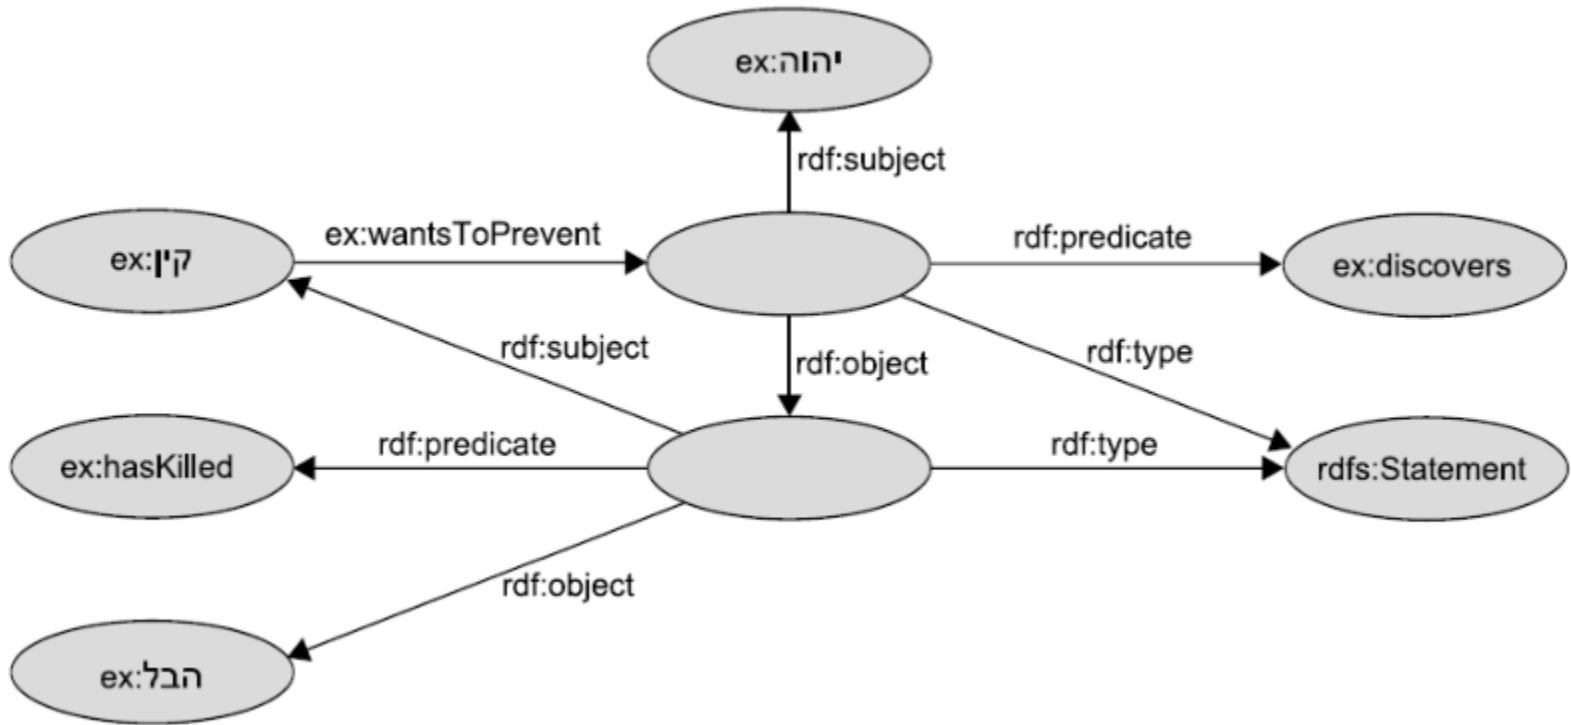 ex:יהוה
rdf:subject
ex:קין
ex:wantsToPrevent
rdf:predicate
ex:discovers
rdf:subject
rdf:object
rdf:type
ex:hasKilled
rdf:predicate
rdf:type
rdfs:Statement
rdf:object
ex:הבל